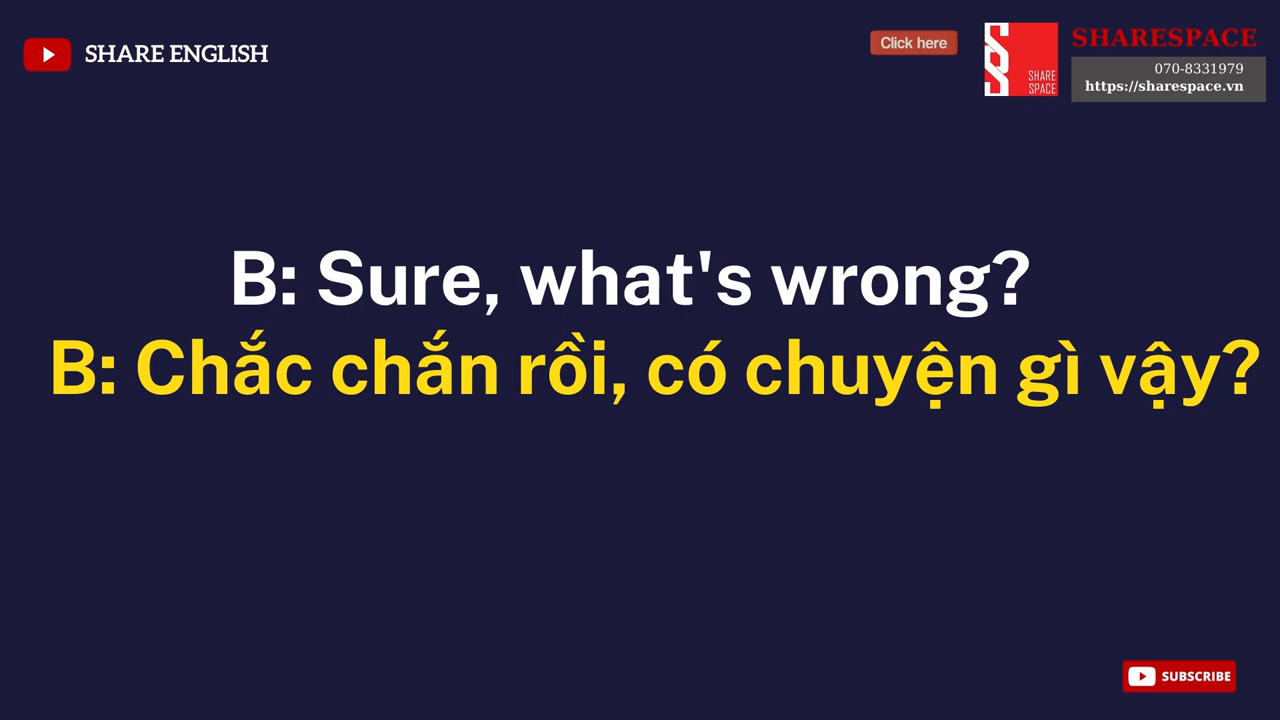 SHARE ENGLISH
Click here
SHARE
SPACE
SHARESPACE
070-8331979
https://sharespace.vn
B: Sure, what's wrong?
B: Chắc chắn rồi, có chuyện gì vậy?
SUBSCRIBE